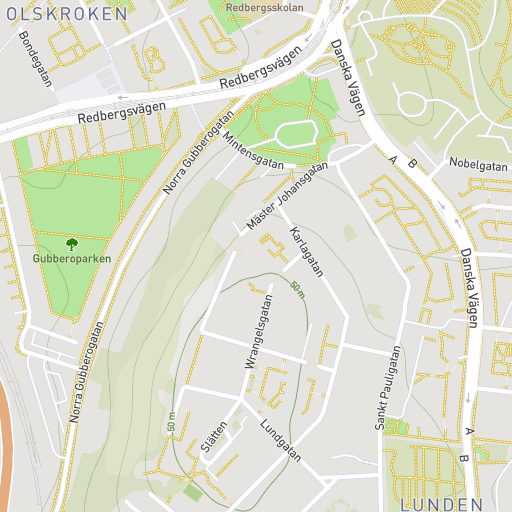 OLSKROKEN
Redbergsskolan
Bondegatan
Redbergsvägen
Danska Vägen
Redbergsvägen
Norra Gubberogatan
Mintensgatan
A
B
Nobelgatan
Mäster Johansgatan
Karlagatan
Gubberoparken
Danska Vägen
50 m
Wrangelsgatan
Norra Gubberogatan
Sankt Pauligatan
50 m
Slätten
Lundgatan
A
B
LUNDEN